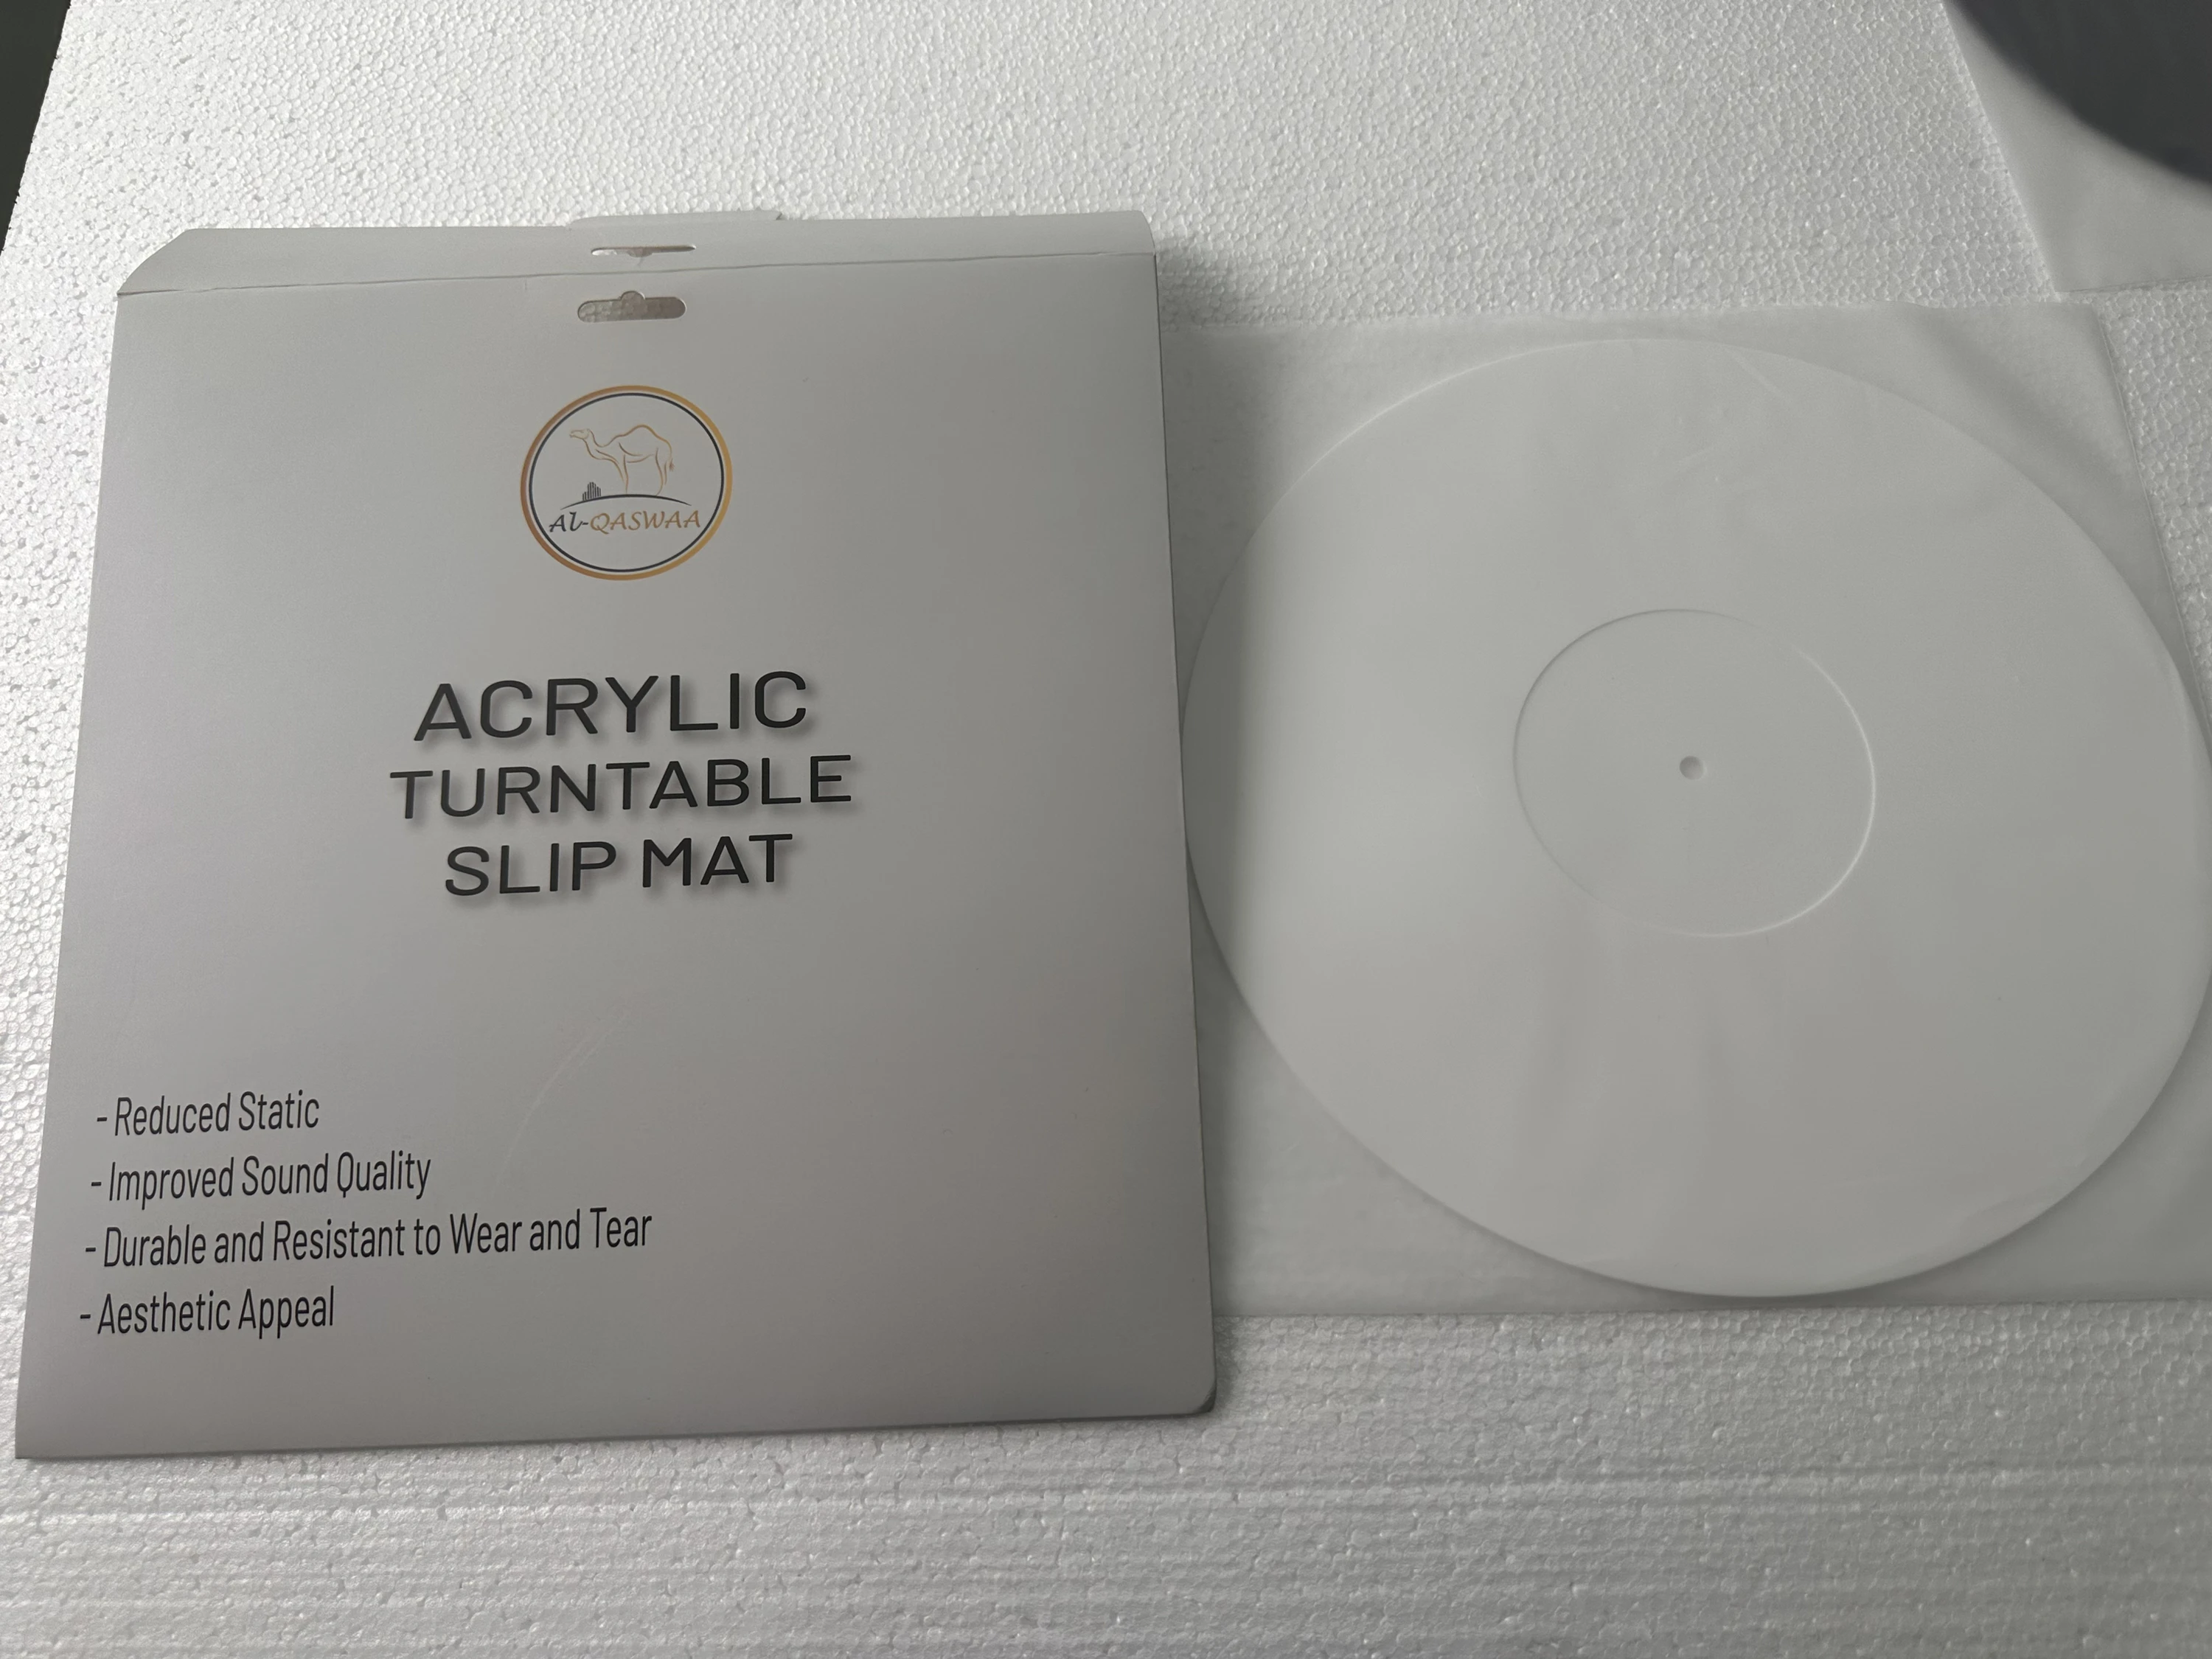 Al-QASWAA
ACRYLIC
TURNTABLE
SLIP MAT
- Reduced Static
- Improved Sound Quality
- Durable and Resistant to Wear and Tear
- Aesthetic Appeal